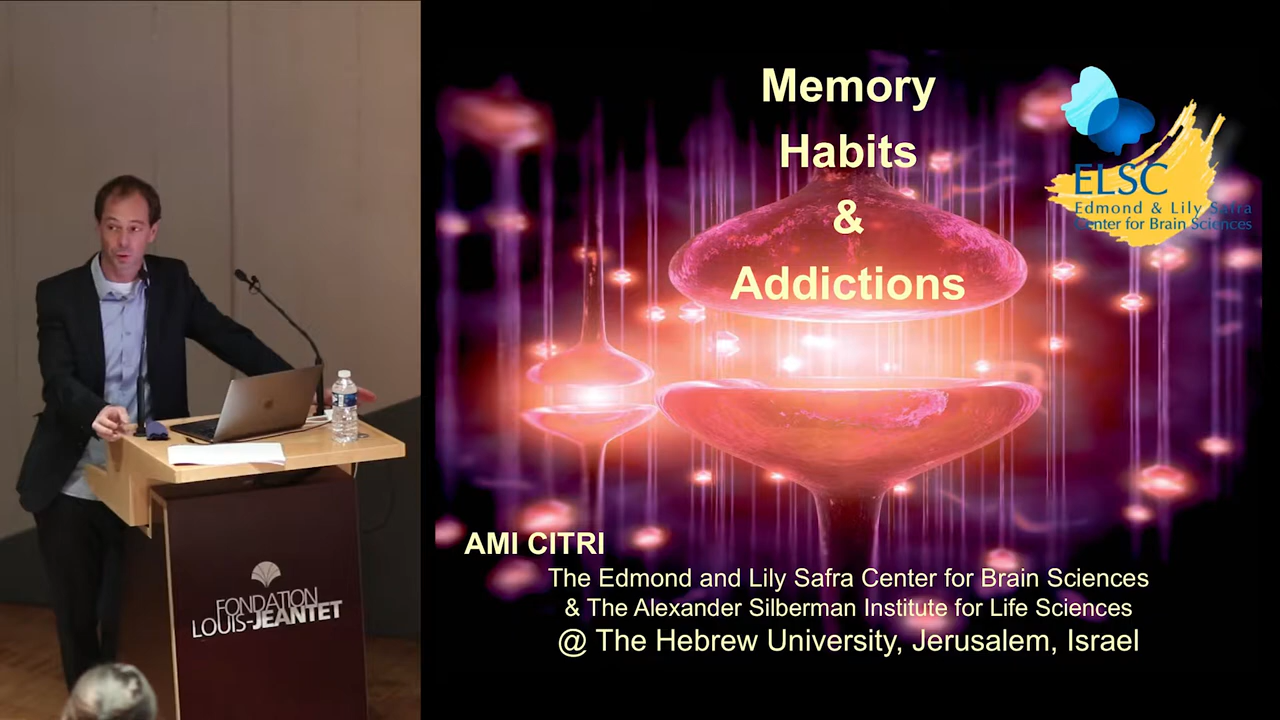 Memory
Habits
&
Addictions
ELSC
Edmond & Lily Safra
Center for Brain Sciences
AMI CITRI
The Edmond and Lily Safra Center for Brain Sciences
& The Alexander Silberman Institute for Life Sciences
@ The Hebrew University, Jerusalem, Israel
FONDATION
LOUIS-JEANTET